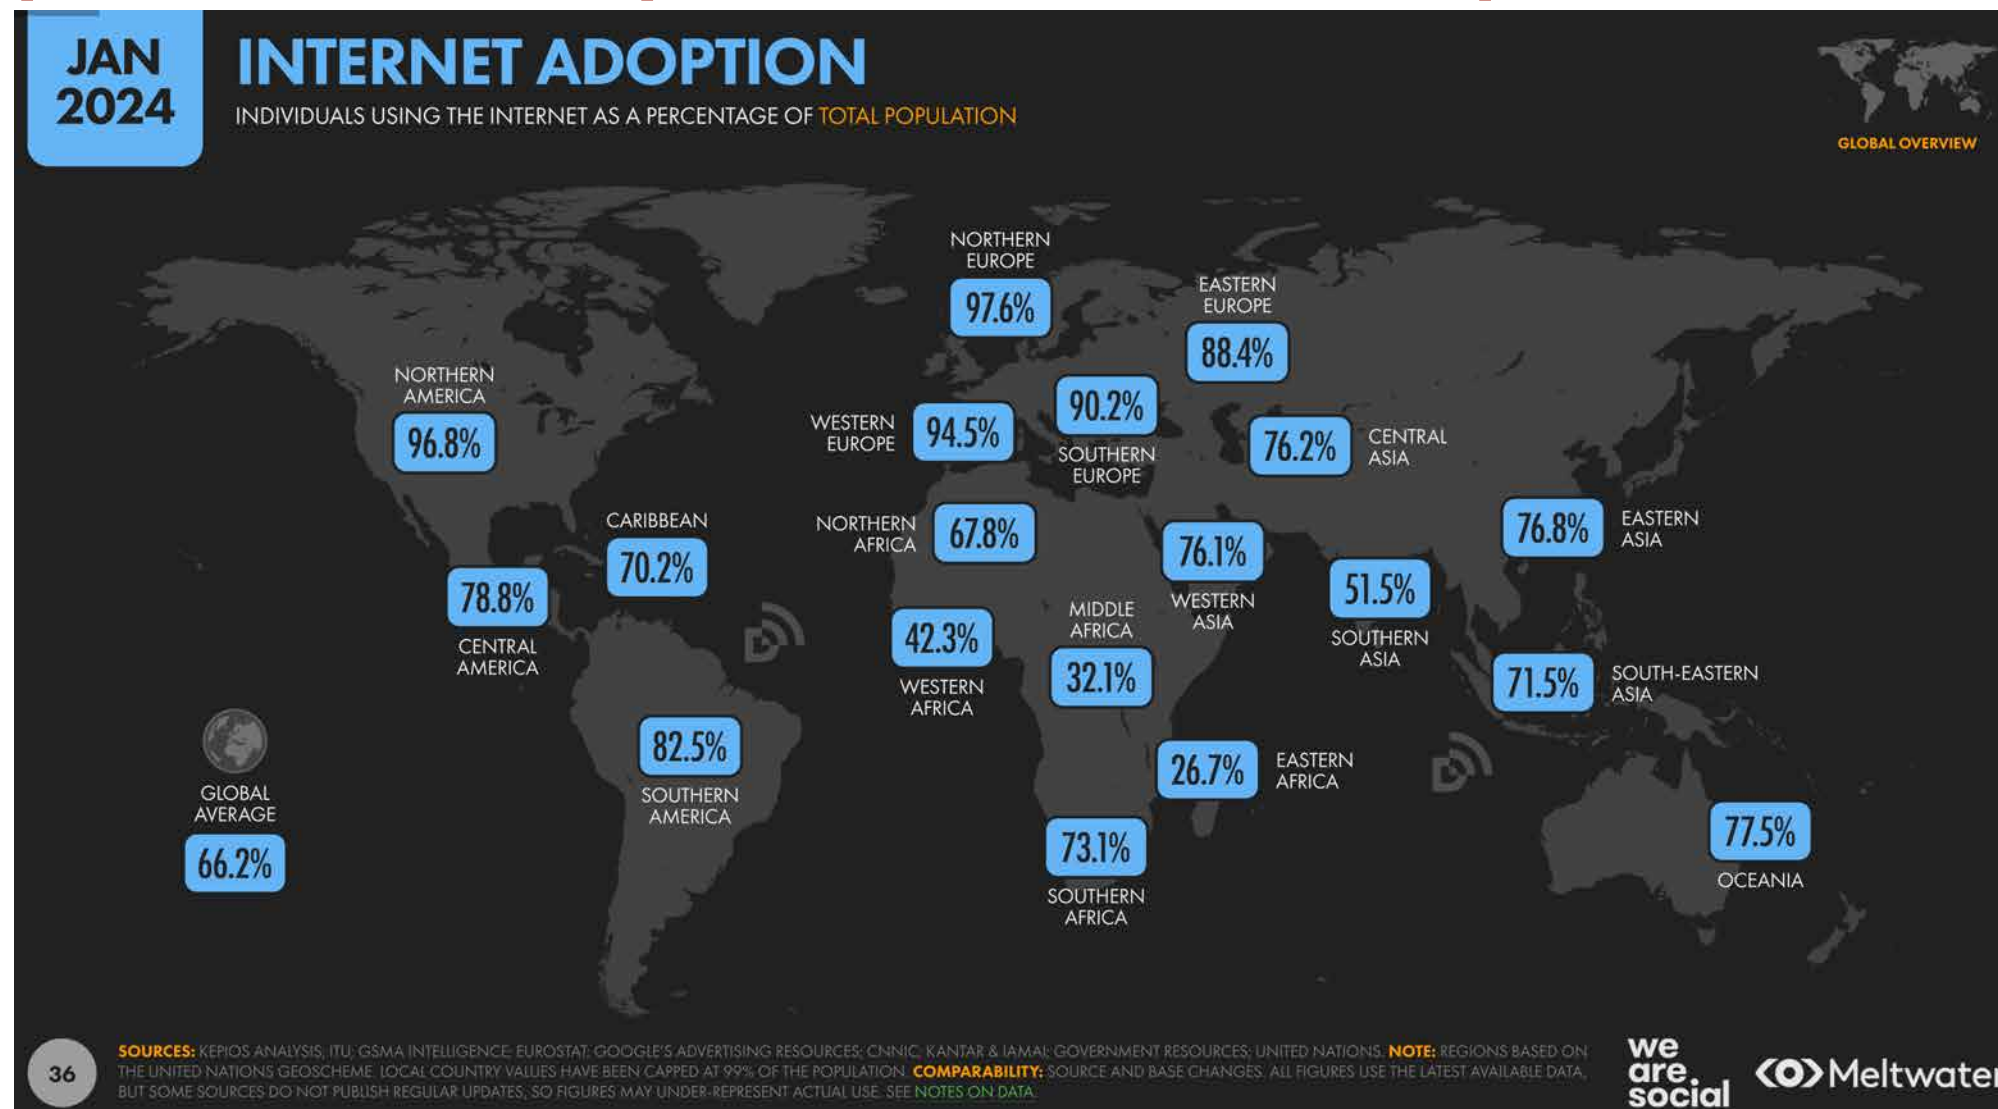 JAN
2024
INTERNET ADOPTION
INDIVIDUALS USING THE INTERNET AS A PERCENTAGE OF TOTAL POPULATION
GLOBAL OVERVIEW
NORTHERN
EUROPE
97.6%
EASTERN
EUROPE
88.4%
NORTHERN
AMERICA
96.8%
WESTERN
EUROPE
94.5%
90.2%
SOUTHERN
EUROPE
76.2%
CENTRAL
ASIA
CARIBBEAN
70.2%
NORTHERN
AFRICA
67.8%
76.1%
WESTERN
ASIA
76.8%
EASTERN
ASIA
78.8%
CENTRAL
AMERICA
51.5%
SOUTHERN
ASIA
42.3%
WESTERN
AFRICA
MIDDLE
AFRICA
32.1%
71.5%
SOUTH-EASTERN
ASIA
82.5%
SOUTHERN
AMERICA
26.7%
EASTERN
AFRICA
GLOBAL
AVERAGE
66.2%
73.1%
SOUTHERN
AFRICA
77.5%
OCEANIA
36
SOURCES: KEPIOS ANALYSIS; ITU; GSMA INTELLIGENCE; EUROSTAT; GOOGLE'S ADVERTISING RESOURCES; CNNIC; KANTAR & IAMAI; GOVERNMENT RESOURCES; UNITED NATIONS. NOTE: REGIONS BASED ON
THE UNITED NATIONS GEOSCHEME. LOCAL COUNTRY VALUES HAVE BEEN CAPPED AT 99% OF THE POPULATION. COMPARABILITY: SOURCE AND BASE CHANGES. ALL FIGURES USE THE LATEST AVAILABLE DATA,
BUT SOME SOURCES DO NOT PUBLISH REGULAR UPDATES, SO FIGURES MAY UNDER-REPRESENT ACTUAL USE. SEE NOTES ON DATA.
we
are.
social
Meltwater